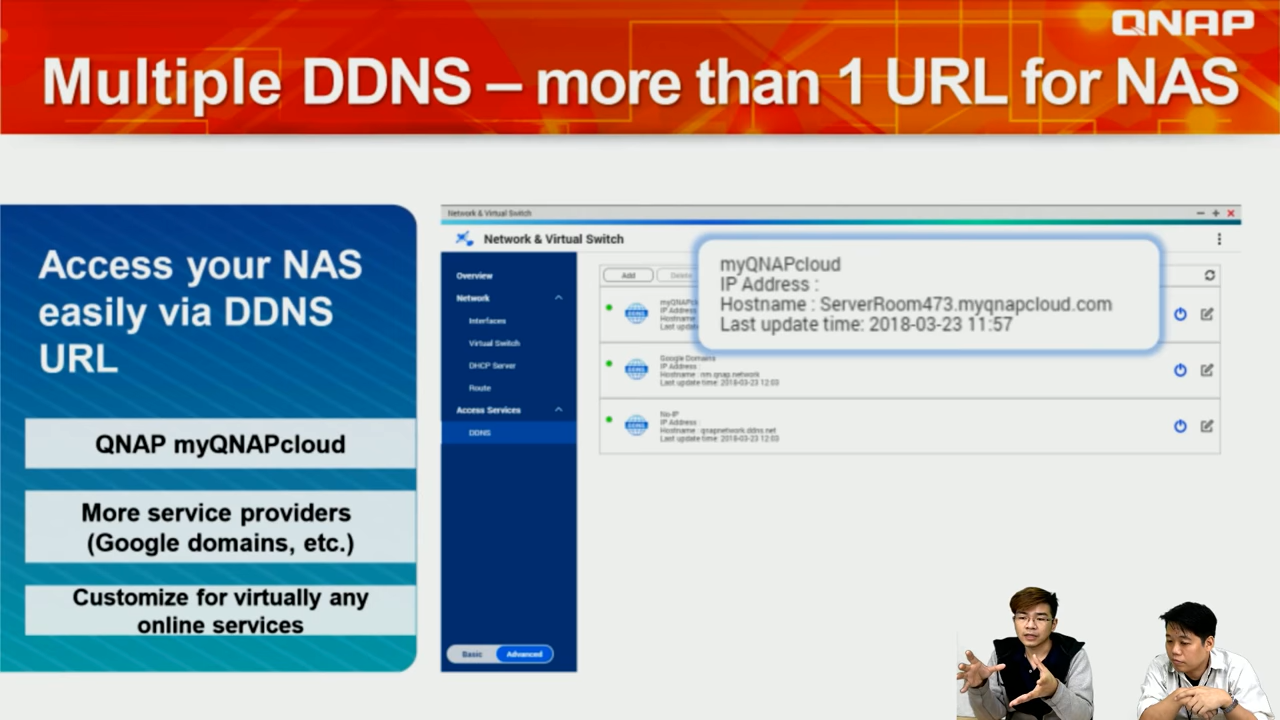 QNAP
Multiple DDNS – more than 1 URL for NAS
Access your NAS
easily via DDNS
URL
QNAP myQNAPcloud
More service providers
(Google domains, etc.)
Customize for virtually any
online services
Network & Virtual Switch
Network & Virtual Switch
Overview
Network
Interfaces
Virtual Switch
DHCP Server
Route
Access Services
DDNS
Basic
Advanced
Add
Delete
myQNAPcloud
IP Address :
Hostname : ServerRoom473.myqnapcloud.com
Last update time: 2018-03-23 11:57
IP Address
Hostname
Google Domains
IP Address :
Hostname : nm.qnap.network
Last update time: 2018-03-23 12:03
No-IP
IP Address :
Hostname : qnapnetwork.ddns.net
Last update time: 2018-03-23 12:03